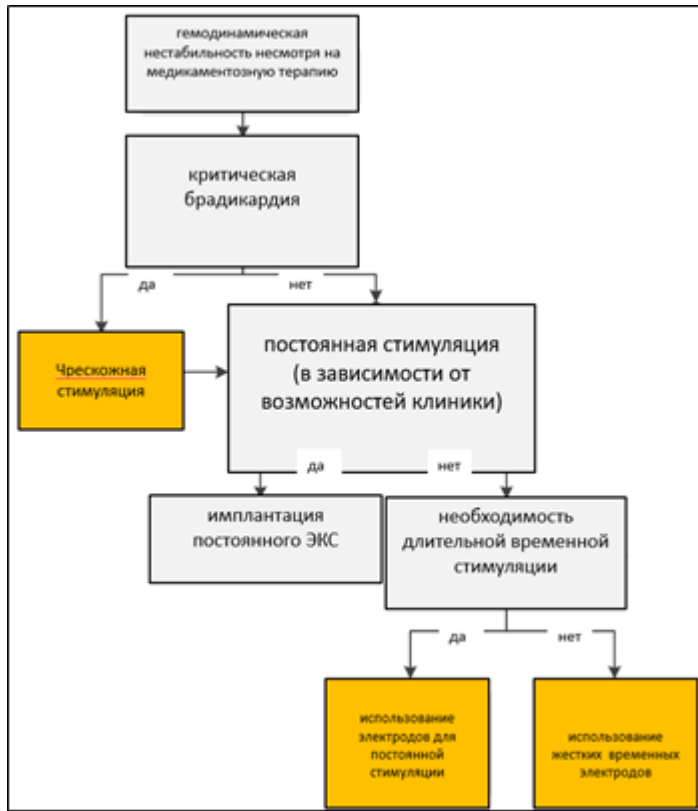 гемодинамическая
нестабильность несмотря на
медикаментозную терапию
критическая
брадикардия
да
нет
Чрескожная
стимуляция
постоянная стимуляция
(в зависимости от
возможностей клиники)
да
нет
имплантация
постоянного ЭКС
необходимость
длительной временной
стимуляции
да
нет
использование
электродов для
постоянной
стимуляции
использование
жестких временных
электродов